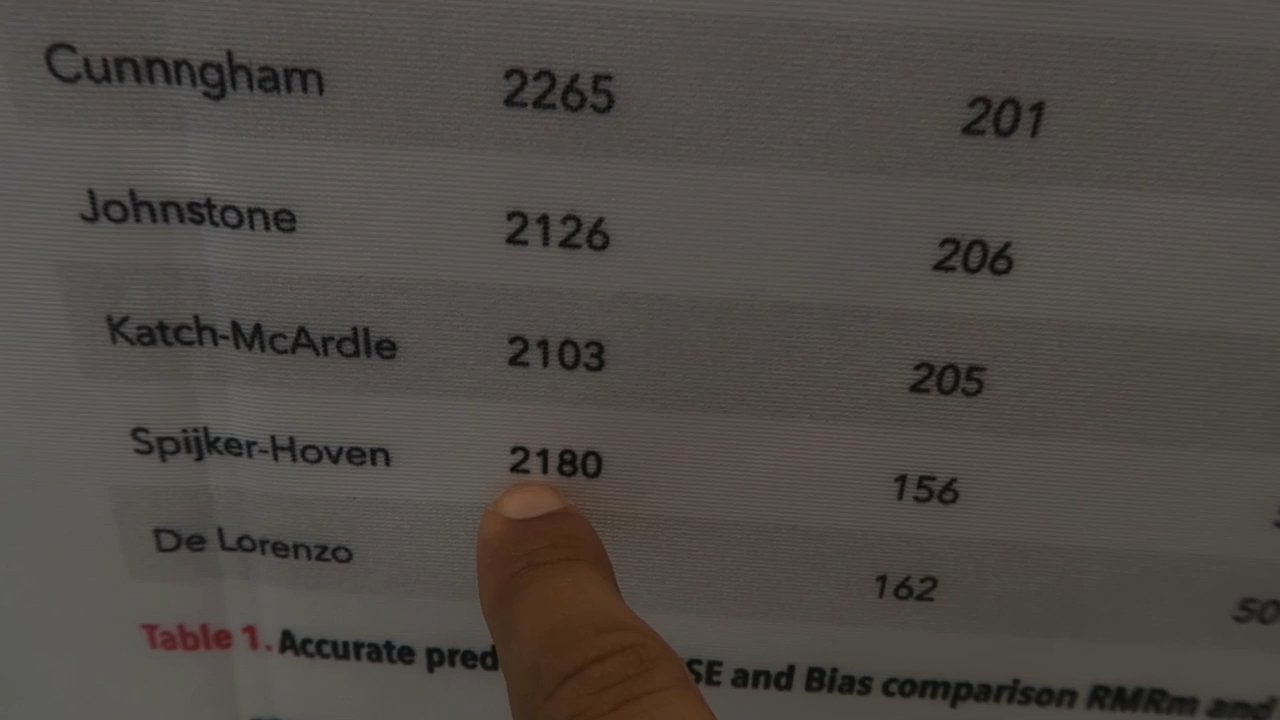 Cunnngham 2265 201
Johnstone 2126 206
Katch-McArdle 2103 205
Spijker-Hoven 2180 156
De Lorenzo 162 50
Table 1. Accurate pred SE and Bias comparison RMRm and